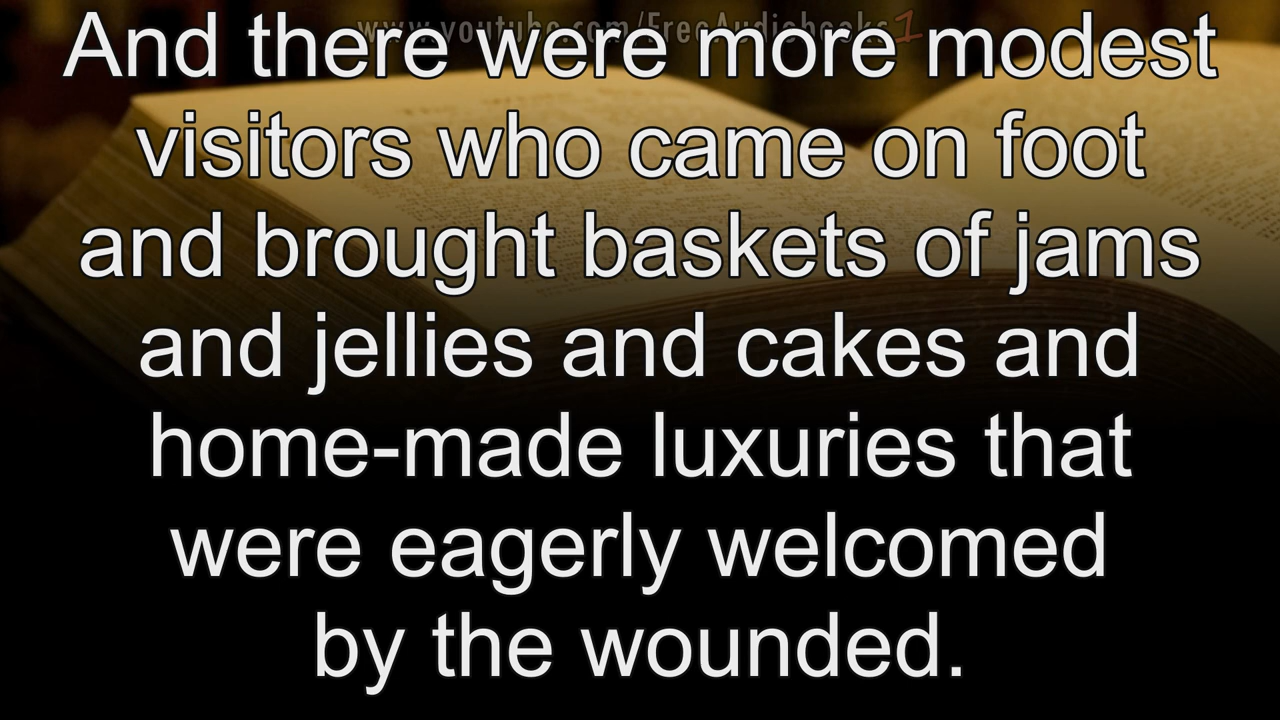 www.youtube.com/FreeAudiobooks1
And there were more modest
visitors who came on foot
and brought baskets of jams
and jellies and cakes and
home-made luxuries that
were eagerly welcomed
by the wounded.